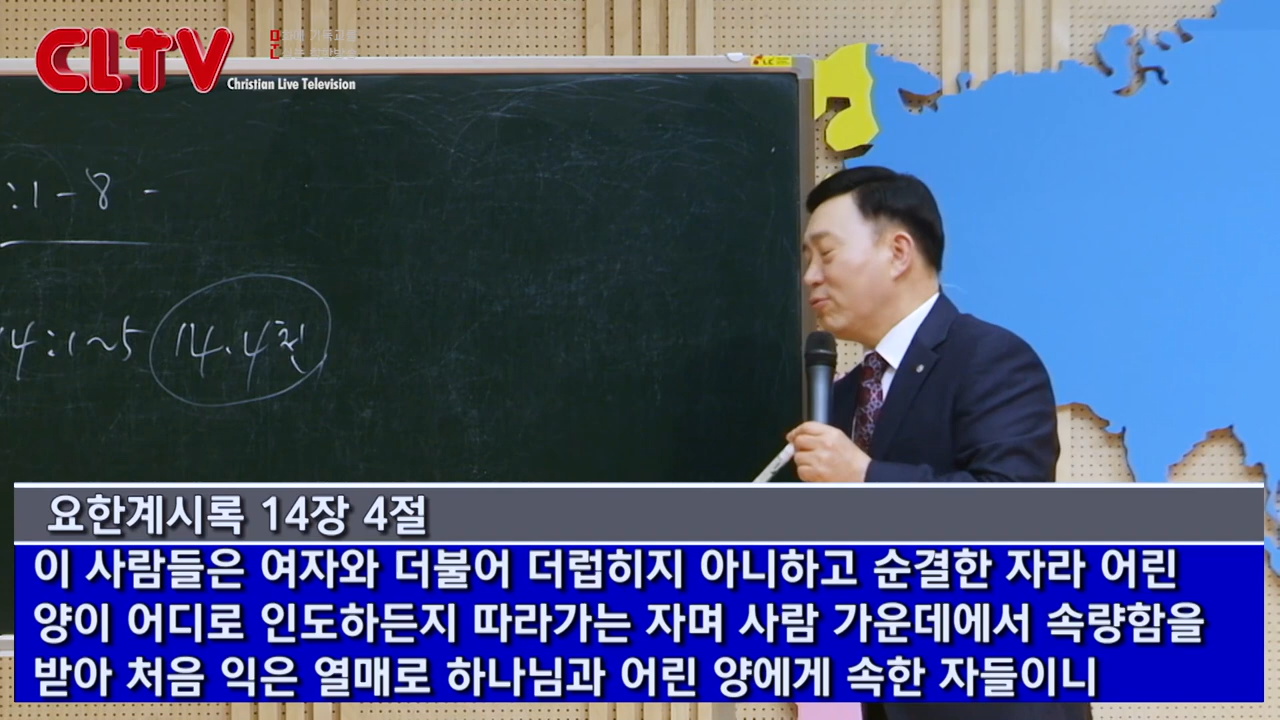 CLTV
Christian Live Television
LC
:1-8 -
4:1~5 14.4천
요한계시록 14장 4절
이 사람들은 여자와 더불어 더럽히지 아니하고 순결한 자라 어린
양이 어디로 인도하든지 따라가는 자며 사람 가운데에서 속량함을
받아 처음 익은 열매로 하나님과 어린 양에게 속한 자들이니